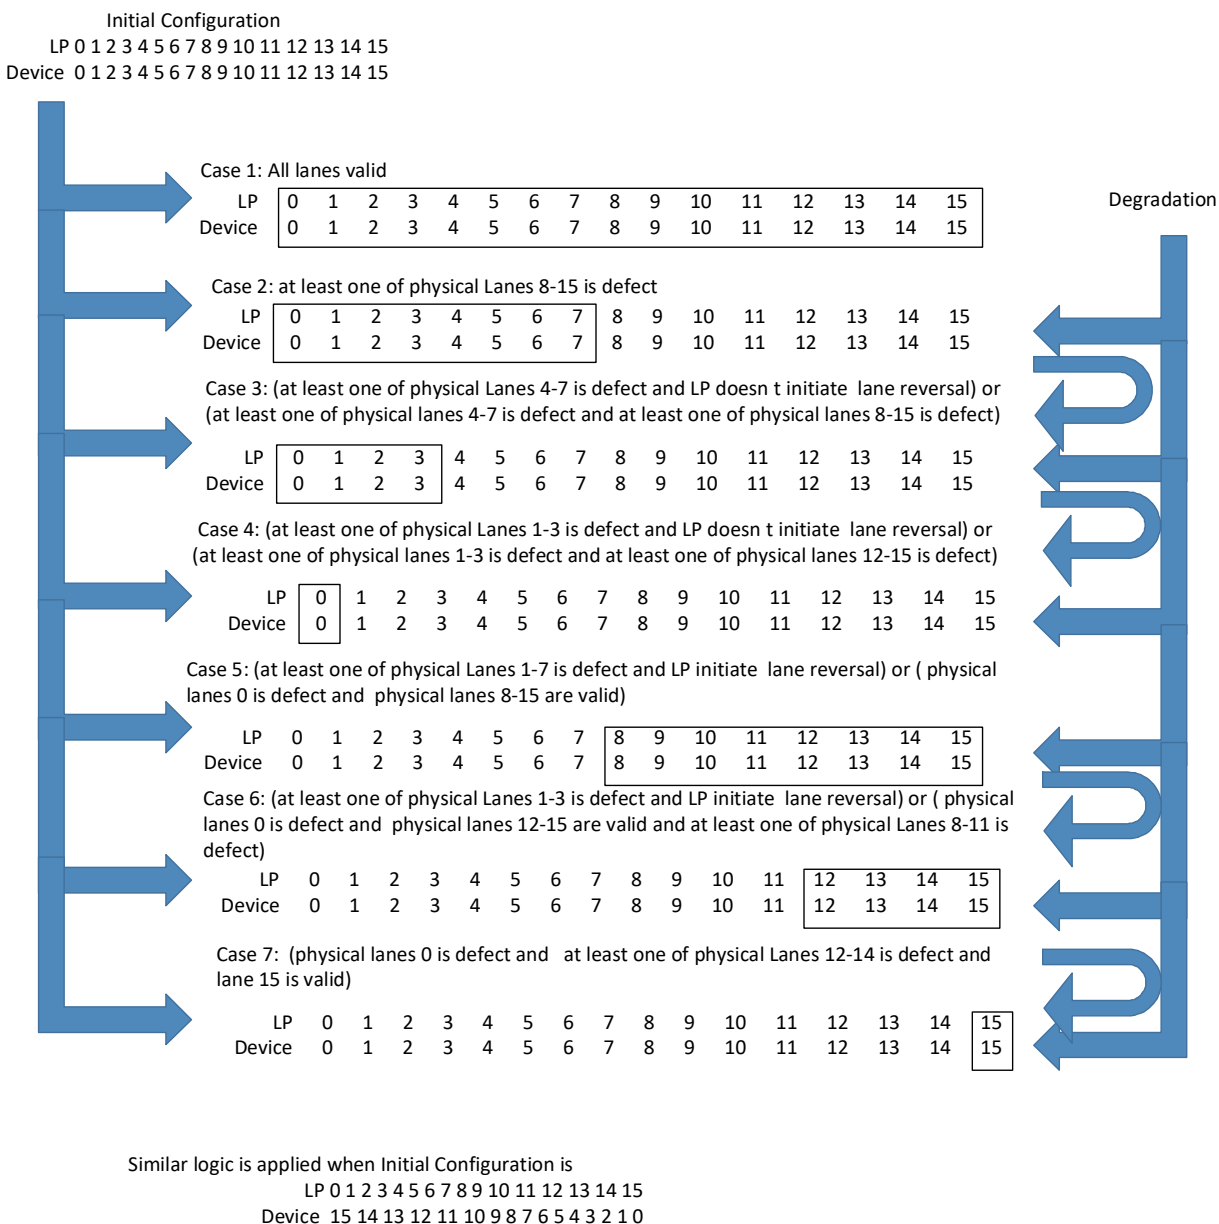 Initial Configuration
LP 0 1 2 3 4 5 6 7 8 9 10 11 12 13 14 15
Device 0 1 2 3 4 5 6 7 8 9 10 11 12 13 14 15
Case 1: All lanes valid
LP 0 1 2 3 4 5 6 7 8 9 10 11 12 13 14 15
Degradation
Device 0 1 2 3 4 5 6 7 8 9 10 11 12 13 14 15
Case 2: at least one of physical Lanes 8-15 is defect
LP 0 1 2 3 4 5 6 7 8 9 10 11 12 13 14 15
Device 0 1 2 3 4 5 6 7 8 9 10 11 12 13 14 15
Case 3: (at least one of physical Lanes 4-7 is defect and LP doesn t initiate lane reversal) or
(at least one of physical lanes 4-7 is defect and at least one of physical lanes 8-15 is defect)
LP 0 1 2 3 4 5 6 7 8 9 10 11 12 13 14 15
Device 0 1 2 3 4 5 6 7 8 9 10 11 12 13 14 15
Case 4: (at least one of physical Lanes 1-3 is defect and LP doesn t initiate lane reversal) or
(at least one of physical lanes 1-3 is defect and at least one of physical lanes 12-15 is defect)
LP 0 1 2 3 4 5 6 7 8 9 10 11 12 13 14 15
Device 0 1 2 3 4 5 6 7 8 9 10 11 12 13 14 15
Case 5: (at least one of physical Lanes 1-7 is defect and LP initiate lane reversal) or ( physical
lanes 0 is defect and physical lanes 8-15 are valid)
LP 0 1 2 3 4 5 6 7 8 9 10 11 12 13 14 15
Device 0 1 2 3 4 5 6 7 8 9 10 11 12 13 14 15
Case 6: (at least one of physical Lanes 1-3 is defect and LP initiate lane reversal) or ( physical
lanes 0 is defect and physical lanes 12-15 are valid and at least one of physical Lanes 8-11 is
defect)
LP 0 1 2 3 4 5 6 7 8 9 10 11 12 13 14 15
Device 0 1 2 3 4 5 6 7 8 9 10 11 12 13 14 15
Case 7: (physical lanes 0 is defect and at least one of physical Lanes 12-14 is defect and
lane 15 is valid)
LP 0 1 2 3 4 5 6 7 8 9 10 11 12 13 14 15
Device 0 1 2 3 4 5 6 7 8 9 10 11 12 13 14 15
Similar logic is applied when Initial Configuration is
LP 0 1 2 3 4 5 6 7 8 9 10 11 12 13 14 15
Device 15 14 13 12 11 10 9 8 7 6 5 4 3 2 1 0